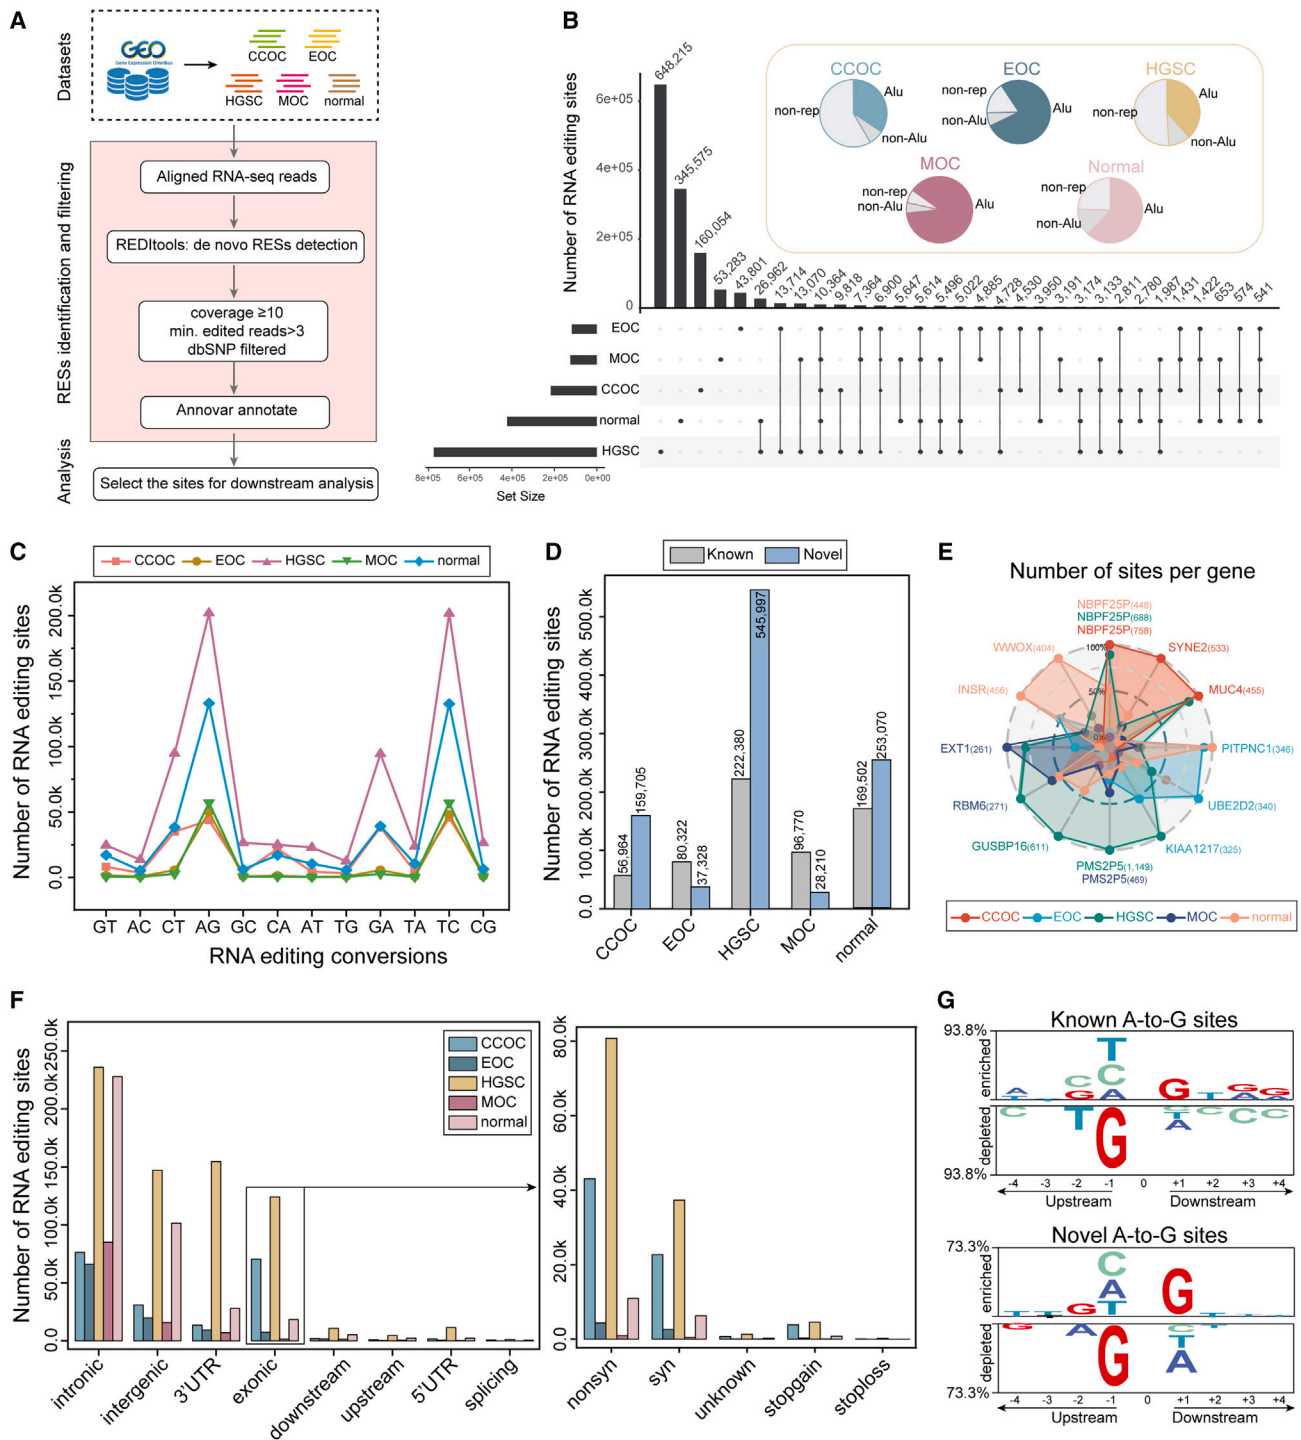 A
Datasets
GEO
Gene Expression Omnibus
CCOC
EOC
HGSC
MOC
normal
RESs identification and filtering
Aligned RNA-seq reads
REDItools: de novo RESs detection
coverage ≥10
min. edited reads>3
dbSNP filtered
Annovar annotate
Analysis
Select the sites for downstream analysis
B
Number of RNA editing sites
6e+05
4e+05
2e+05
0
648,215
345,575
160,054
53,283
43,801
26,962
13,714
13,070
10,364
9,818
7,364
6,900
5,647
5,614
5,496
5,022
4,885
4,728
4,530
3,950
3,191
3,174
3,133
2,811
2,780
1,987
1,431
1,422
653
574
541
CCOC
non-rep
Alu
non-Alu
EOC
non-rep
non-Alu
Alu
HGSC
non-rep
Alu
non-Alu
MOC
non-rep
non-Alu
Alu
Normal
non-rep
non-Alu
Alu
EOC
MOC
CCOC
normal
HGSC
8e+05
6e+05
4e+05
2e+05
0e+00
Set Size
C
CCOC
EOC
HGSC
MOC
normal
Number of RNA editing sites
200.0k
150.0k
100.0k
50.0k
0.0
GT
AC
CT
AG
GC
CA
AT
TG
GA
TA
TC
CG
RNA editing conversions
D
Known
Novel
Number of RNA editing sites
500.0k
400.0k
300.0k
200.0k
100.0k
0.0
56,964
159,705
80,322
37,328
222,380
545,997
96,770
28,210
169,502
253,070
CCOC
EOC
HGSC
MOC
normal
E
Number of sites per gene
NBPF25P(448)
NBPF25P(688)
NBPF25P(758)
SYNE2(533)
MUC4(455)
PITPNC1(346)
UBE2D2(340)
KIAA1217(325)
PMS2P5(1,149)
PMS2P5(469)
GUSBP16(611)
RBM6(271)
EXT1(261)
INSR(456)
WWOX(404)
100%
50%
0%
CCOC
EOC
HGSC
MOC
normal
F
Number of RNA editing sites
250.0k
200.0k
150.0k
100.0k
50.0k
0.0
CCOC
EOC
HGSC
MOC
normal
intronic
intergenic
3'UTR
exonic
downstream
upstream
5'UTR
splicing
80.0k
60.0k
40.0k
20.0k
0.0
nonsyn
syn
unknown
stopgain
stoploss
G
Known A-to-G sites
93.8%
enriched
depleted
93.8%
-4
-3
-2
-1
0
+1
+2
+3
+4
Upstream
Downstream
Novel A-to-G sites
73.3%
enriched
depleted
73.3%
-4
-3
-2
-1
0
+1
+2
+3
+4
Upstream
Downstream